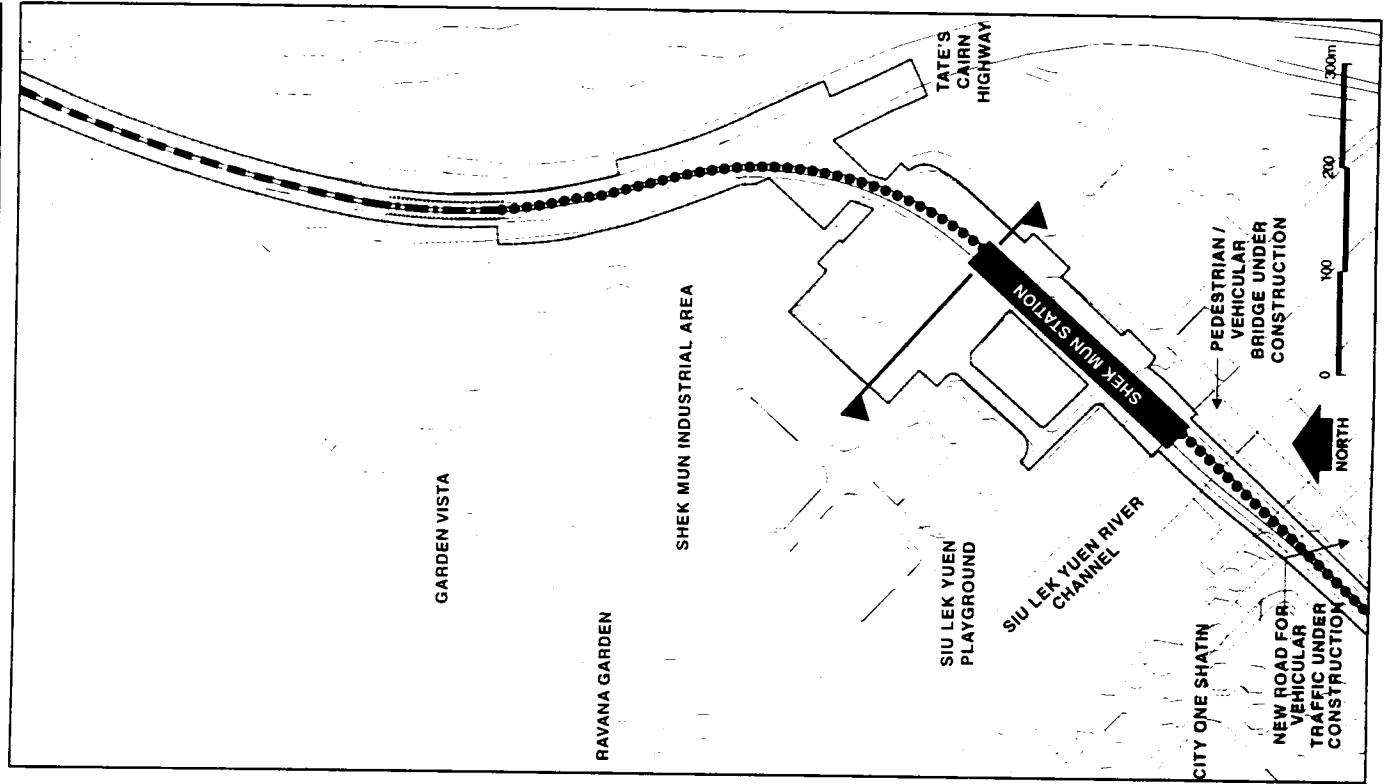 TATE'S
CAIRN
HIGHWAY
GARDEN VISTA
SHEK MUN INDUSTRIAL AREA
RAVANA GARDEN
SHEK MUN STATION
SIU LEK YUEN
PLAYGROUND
SIU LEK YUEN RIVER
CHANNEL
CITY ONE SHATIN
PEDESTRIAN /
VEHICULAR
BRIDGE UNDER
CONSTRUCTION
NEW ROAD FOR
VEHICULAR
TRAFFIC UNDER
CONSTRUCTION
NORTH
0 100 200 300m